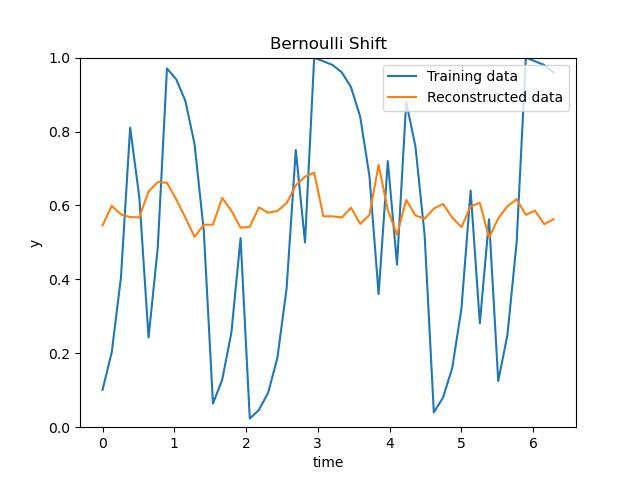 Bernoulli Shift
Training data
Reconstructed data
1.0
0.8
0.6
0.4
0.2
0.0
y
0 1 2 3 4 5 6
time